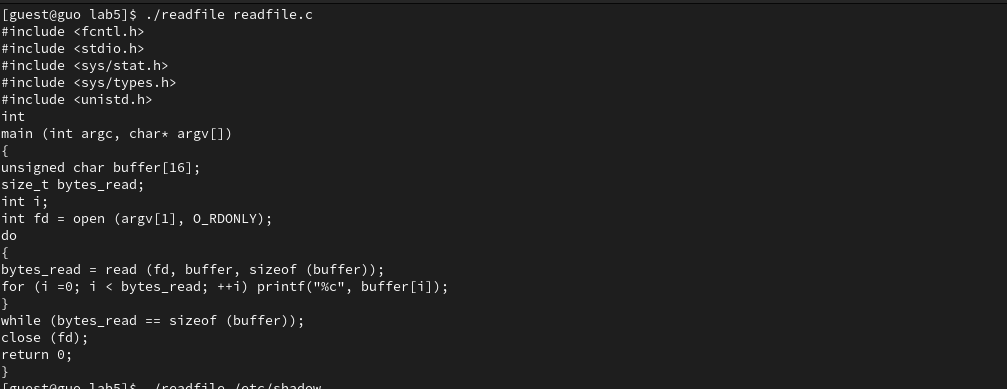 [guest@guo lab5]$ ./readfile readfile.c
#include <fcntl.h>
#include <stdio.h>
#include <sys/stat.h>
#include <sys/types.h>
#include <unistd.h>
int
main (int argc, char* argv[])
{
unsigned char buffer[16];
size_t bytes_read;
int i;
int fd = open (argv[1], O_RDONLY);
do
{
bytes_read = read (fd, buffer, sizeof (buffer));
for (i =0; i < bytes_read; ++i) printf("%c", buffer[i]);
}
while (bytes_read == sizeof (buffer));
close (fd);
return 0;
}
[guest@guo lab5]$ ./readfile /etc/shadow